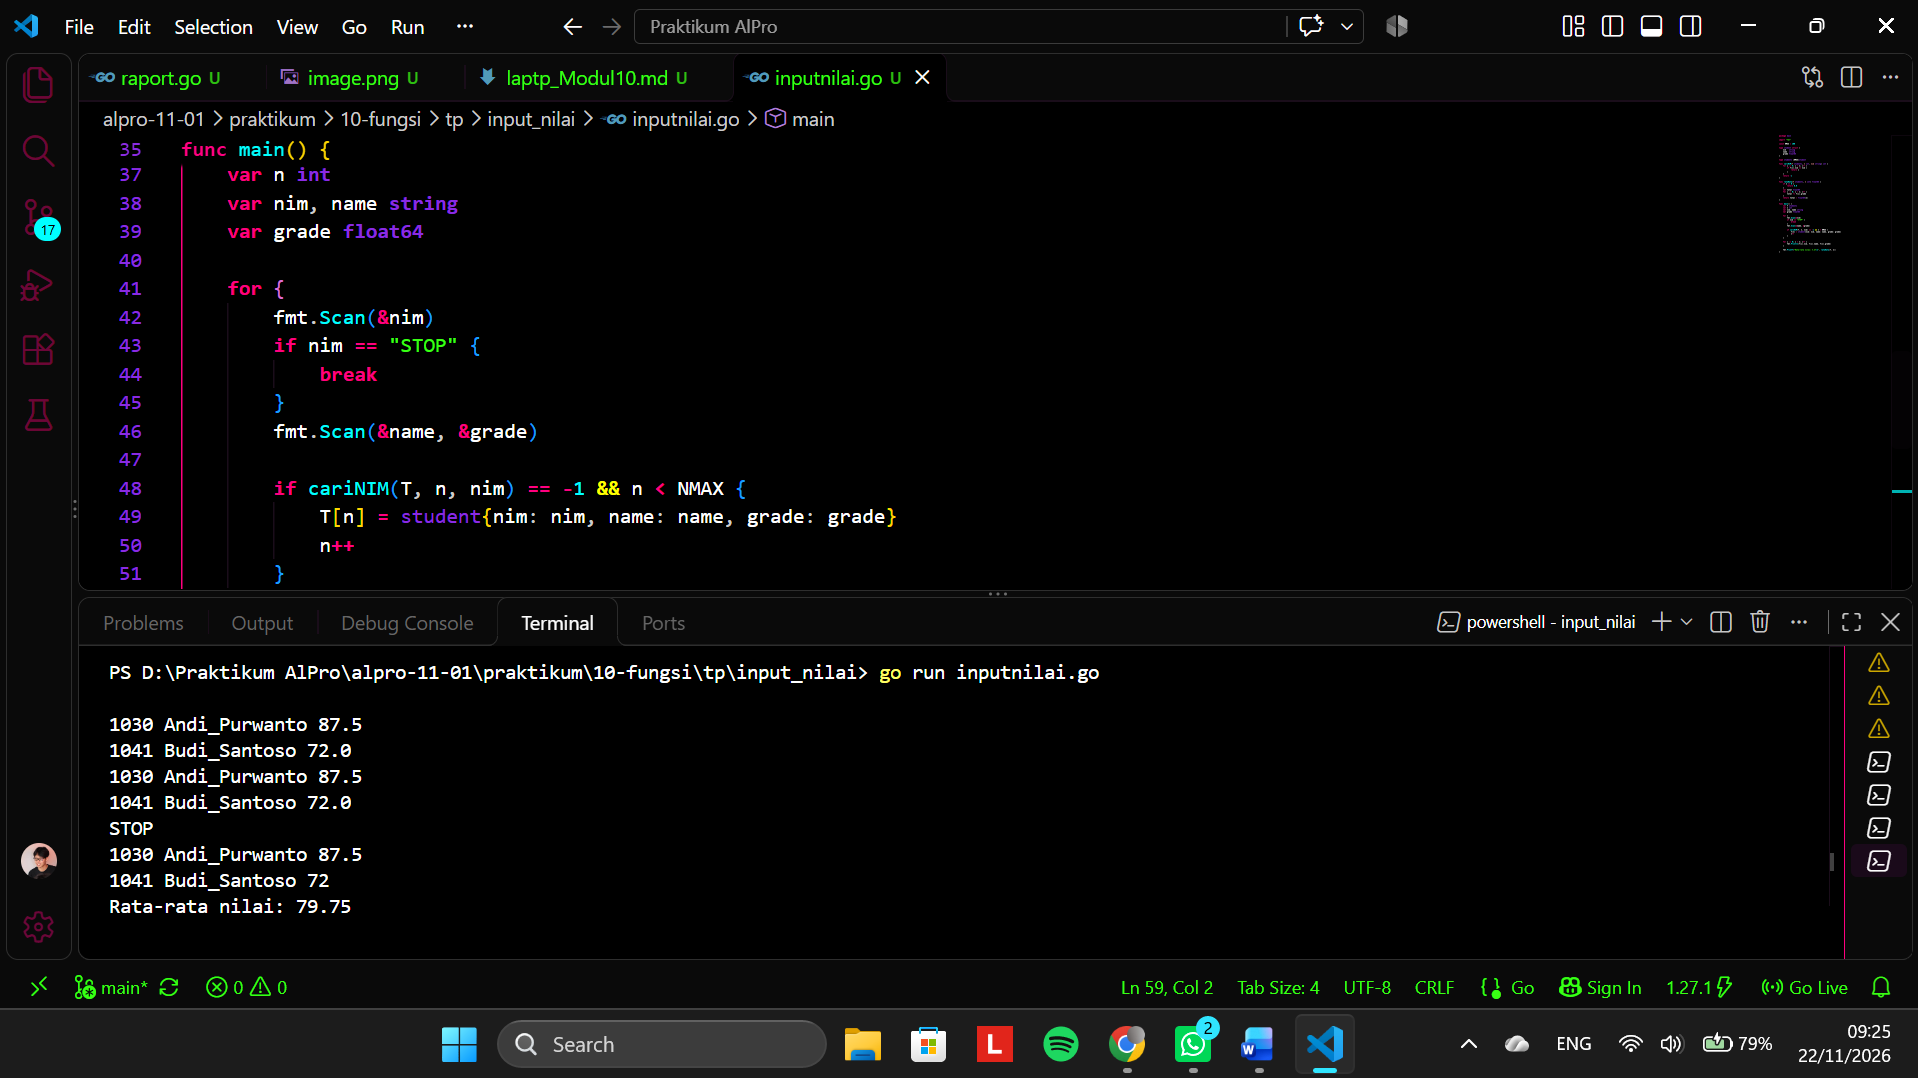 File Edit Selection View Go Run ··· Praktikum AlPro
raport.go U image.png U laptp_Modul10.md U inputnilai.go U
alpro-11-01 > praktikum > 10-fungsi > tp > input_nilai > inputnilai.go > main
35 func main() {
37 var n int
38 var nim, name string
39 var grade float64
40
41 for {
42 fmt.Scan(&nim)
43 if nim == "STOP" {
44 break
45 }
46 fmt.Scan(&name, &grade)
47
48 if cariNIM(T, n, nim) == -1 && n < NMAX {
49 T[n] = student{nim: nim, name: name, grade: grade}
50 n++
51 }
17
Problems Output Debug Console Terminal Ports powershell - input_nilai
PS D:\Praktikum AlPro\alpro-11-01\praktikum\10-fungsi\tp\input_nilai> go run inputnilai.go
1030 Andi_Purwanto 87.5
1041 Budi_Santoso 72.0
1030 Andi_Purwanto 87.5
1041 Budi_Santoso 72.0
STOP
1030 Andi_Purwanto 87.5
1041 Budi_Santoso 72
Rata-rata nilai: 79.75
main* 0 0 Ln 59, Col 2 Tab Size: 4 UTF-8 CRLF Go Sign In 1.27.1 Go Live
Search L 2 W ENG 79% 09:25
22/11/2026